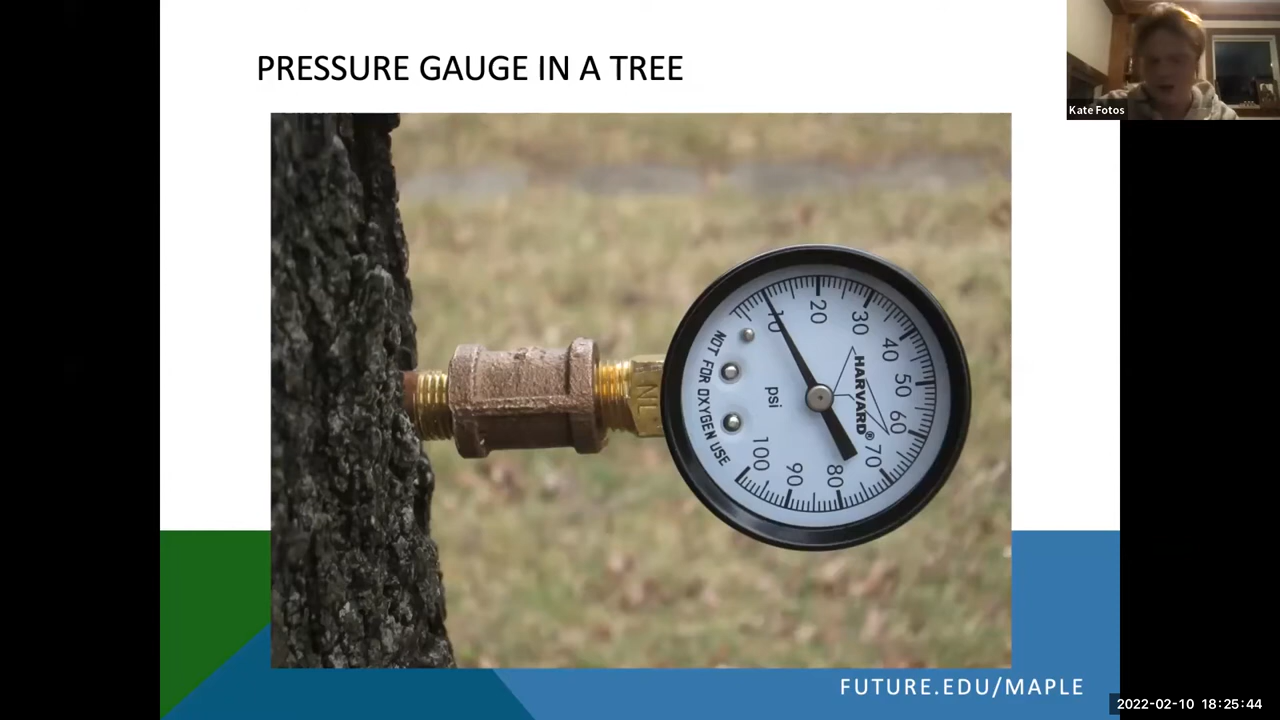 PRESSURE GAUGE IN A TREE
Kate Fotos
NL
10
20
30
40
50
60
70
80
90
100
psi
HARVARD®
NOT FOR OXYGEN USE
FUTURE.EDU/MAPLE
2022-02-10 18:25:44